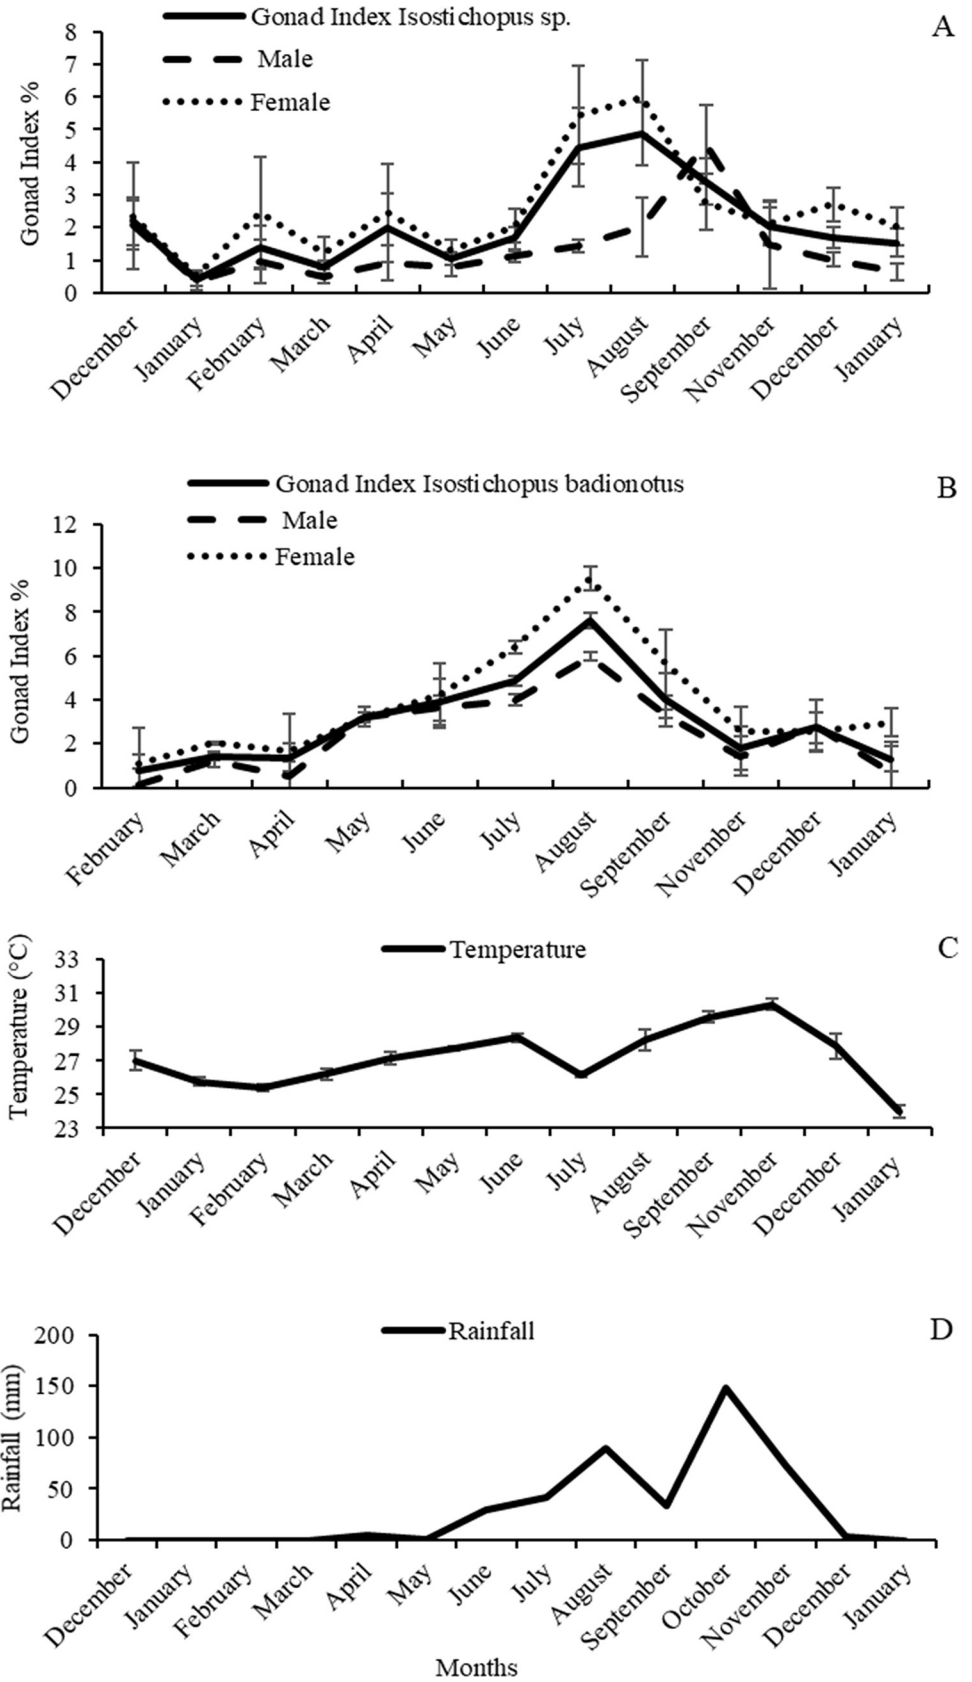 Gonad Index Isostichopus sp.
A
Male
Female
Gonad Index %
8
7
6
5
4
3
2
1
0
December
January
February
March
April
May
June
July
August
September
November
December
January
Gonad Index Isostichopus badionotus
B
Male
Female
Gonad Index %
12
10
8
6
4
2
0
February
March
April
May
June
July
August
September
November
December
January
Temperature
C
Temperature (°C)
33
31
29
27
25
23
December
January
February
March
April
May
June
July
August
September
November
December
January
Rainfall
D
Rainfall (mm)
200
150
100
50
0
December
January
February
March
April
May
June
July
August
September
October
November
December
January
Months